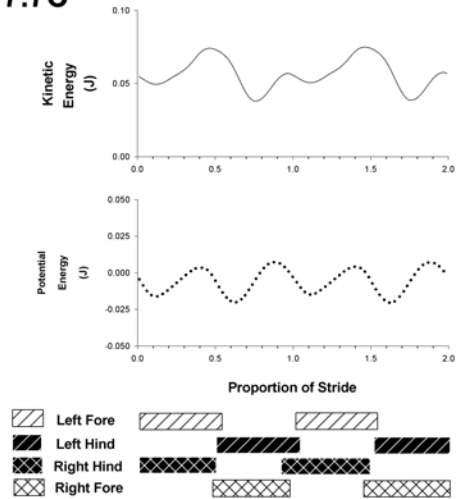 0.10
Kinetic
Energy
(J)
0.05
0.00
0.0 0.5 1.0 1.5 2.0
0.050
0.025
Potential
Energy
(J)
0.000
-0.025
-0.050
0.0 0.5 1.0 1.5 2.0
Proportion of Stride
Left Fore
Left Hind
Right Hind
Right Fore